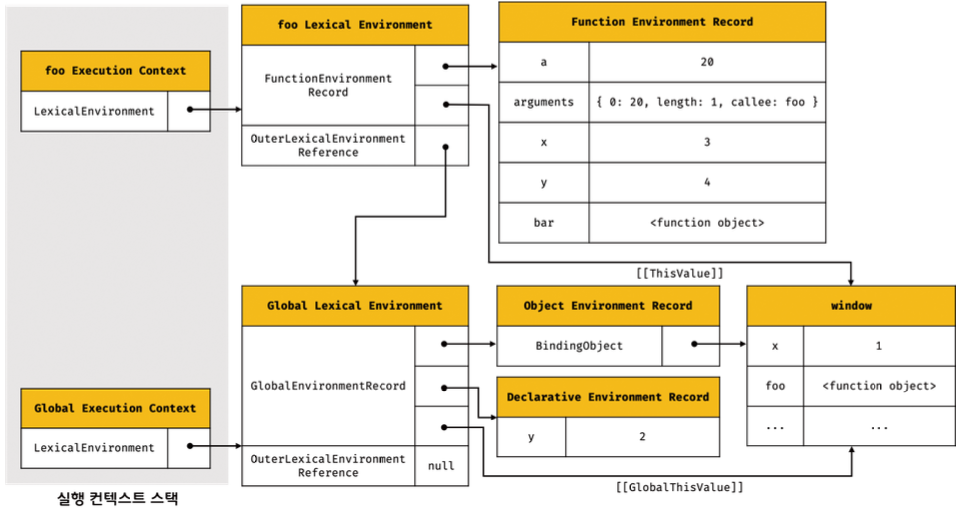 foo Execution Context
LexicalEnvironment
foo Lexical Environment
FunctionEnvironment
Record
OuterLexicalEnvironment
Reference
Function Environment Record
a 20
arguments { 0: 20, length: 1, callee: foo }
x 3
y 4
bar <function object>
[[ThisValue]]
Global Execution Context
LexicalEnvironment
Global Lexical Environment
GlobalEnvironmentRecord
OuterLexicalEnvironment
Reference
null
Object Environment Record
BindingObject
Declarative Environment Record
y 2
window
x 1
foo <function object>
... ...
[[GlobalThisValue]]
실행 컨텍스트 스택